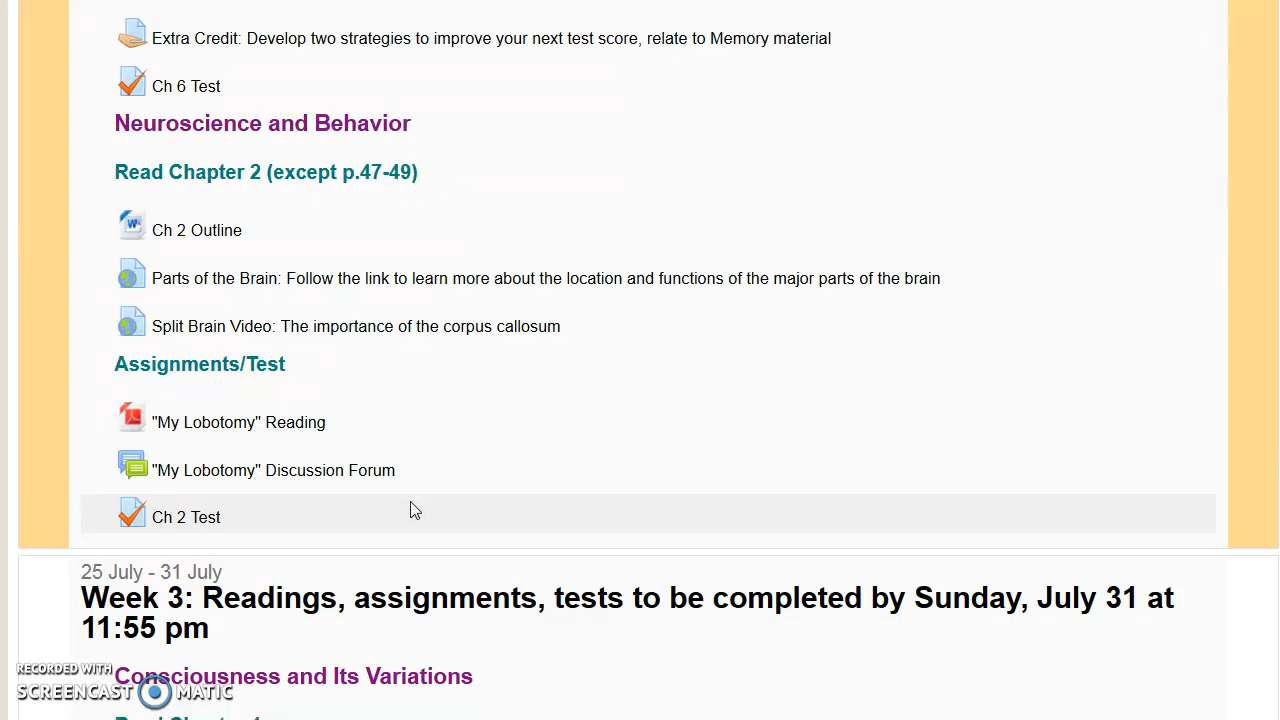 Extra Credit: Develop two strategies to improve your next test score, relate to Memory material
Ch 6 Test
Neuroscience and Behavior
Read Chapter 2 (except p.47-49)
Ch 2 Outline
Parts of the Brain: Follow the link to learn more about the location and functions of the major parts of the brain
Split Brain Video: The importance of the corpus callosum
Assignments/Test
"My Lobotomy" Reading
"My Lobotomy" Discussion Forum
Ch 2 Test
25 July - 31 July
Week 3: Readings, assignments, tests to be completed by Sunday, July 31 at
11:55 pm
RECORDED WITH
Consciousness and Its Variations
SCREENCAST MATIC